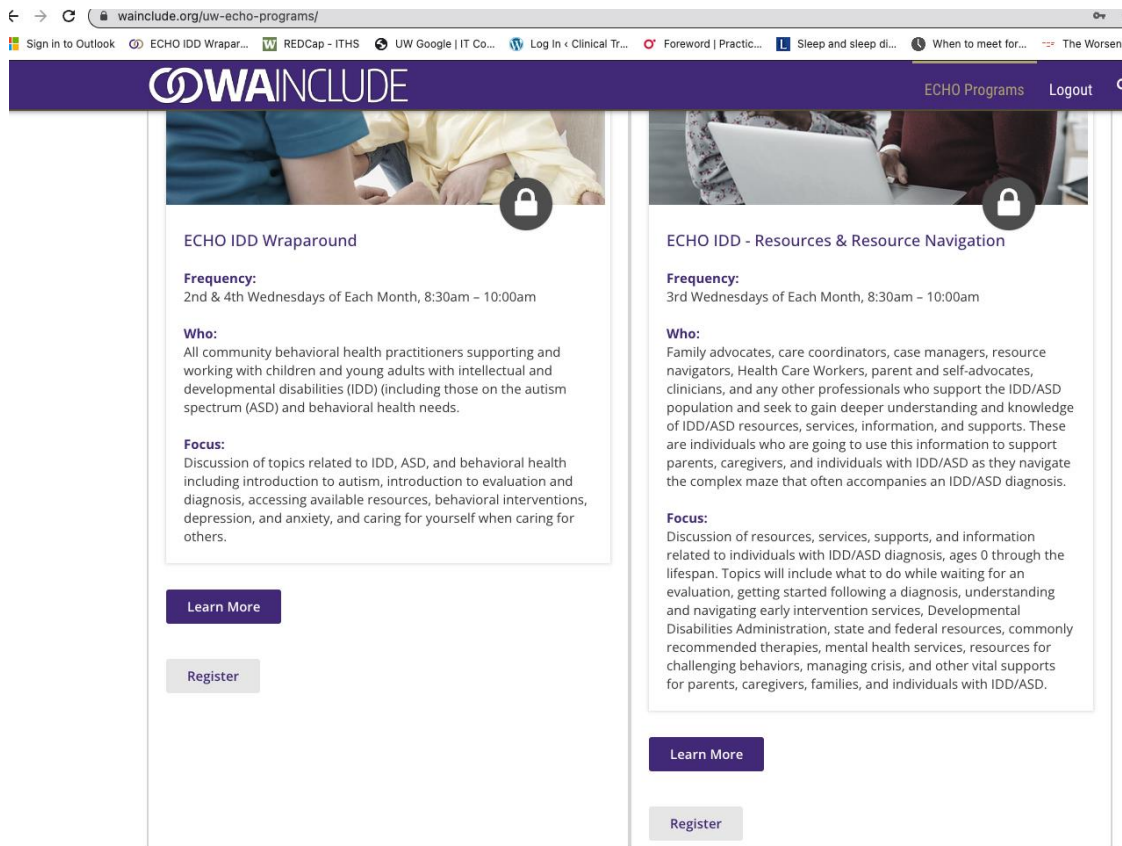 wainclude.org/uw-echo-programs/
Sign in to Outlook ECHO IDD Wrapar... REDCap - ITHS UW Google | IT Co... Log In ‹ Clinical Tr... Foreword | Practic... Sleep and sleep di... When to meet for... The Worsen
WAINCLUDE
ECHO Programs Logout
ECHO IDD Wraparound
Frequency:
2nd & 4th Wednesdays of Each Month, 8:30am – 10:00am
Who:
All community behavioral health practitioners supporting and
working with children and young adults with intellectual and
developmental disabilities (IDD) (including those on the autism
spectrum (ASD) and behavioral health needs.
Focus:
Discussion of topics related to IDD, ASD, and behavioral health
including introduction to autism, introduction to evaluation and
diagnosis, accessing available resources, behavioral interventions,
depression, and anxiety, and caring for yourself when caring for
others.
Learn More
Register
ECHO IDD - Resources & Resource Navigation
Frequency:
3rd Wednesdays of Each Month, 8:30am – 10:00am
Who:
Family advocates, care coordinators, case managers, resource
navigators, Health Care Workers, parent and self-advocates,
clinicians, and any other professionals who support the IDD/ASD
population and seek to gain deeper understanding and knowledge
of IDD/ASD resources, services, information, and supports. These
are individuals who are going to use this information to support
parents, caregivers, and individuals with IDD/ASD as they navigate
the complex maze that often accompanies an IDD/ASD diagnosis.
Focus:
Discussion of resources, services, supports, and information
related to individuals with IDD/ASD diagnosis, ages 0 through the
lifespan. Topics will include what to do while waiting for an
evaluation, getting started following a diagnosis, understanding
and navigating early intervention services, Developmental
Disabilities Administration, state and federal resources, commonly
recommended therapies, mental health services, resources for
challenging behaviors, managing crisis, and other vital supports
for parents, caregivers, families, and individuals with IDD/ASD.
Learn More
Register